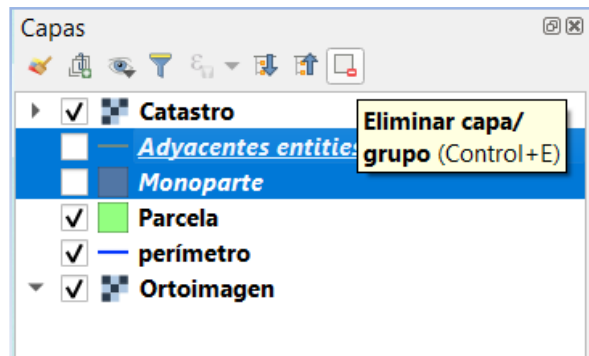 Capas
Catastro
Adyacentes entities
Monoparte
Parcela
perímetro
Ortoimagen
Eliminar capa/
grupo (Control+E)